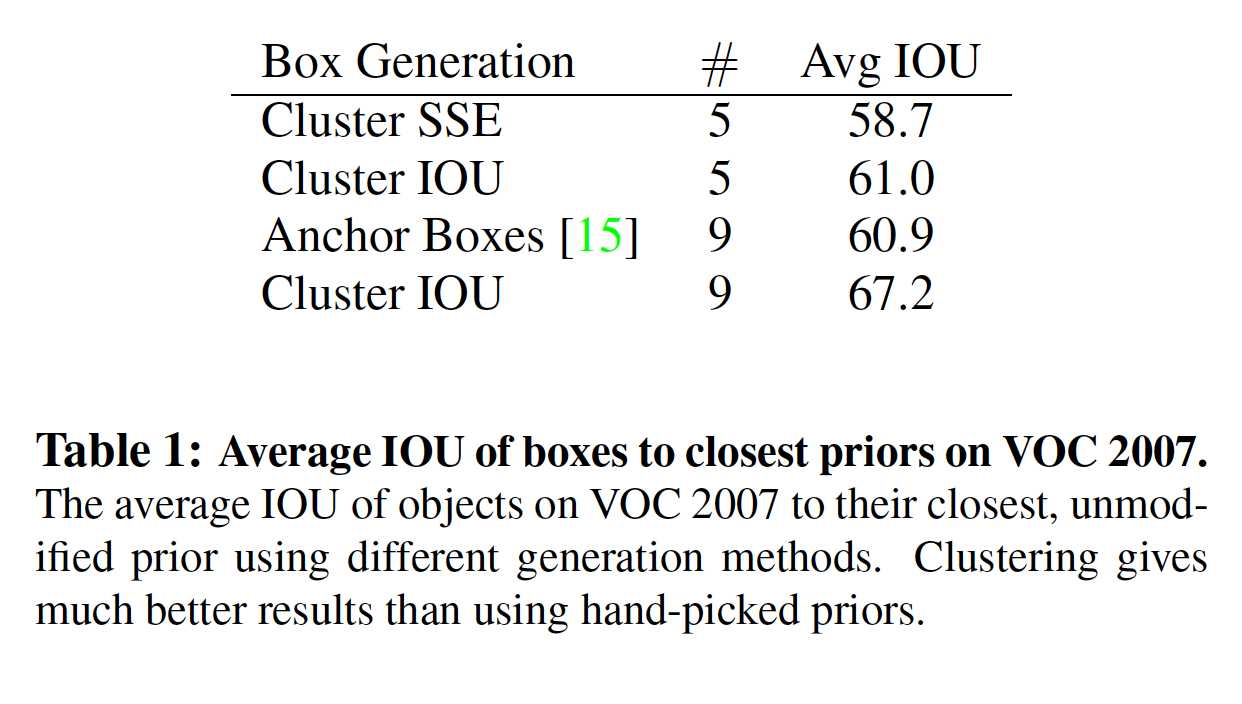 Box Generation # Avg IOU
Cluster SSE 5 58.7
Cluster IOU 5 61.0
Anchor Boxes [15] 9 60.9
Cluster IOU 9 67.2
Table 1: Average IOU of boxes to closest priors on VOC 2007.
The average IOU of objects on VOC 2007 to their closest, unmod-
ified prior using different generation methods. Clustering gives
much better results than using hand-picked priors.